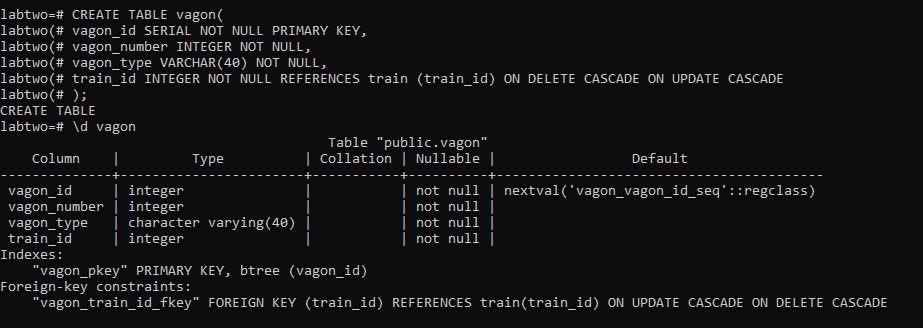 labtwo=# CREATE TABLE vagon(
labtwo(# vagon_id SERIAL NOT NULL PRIMARY KEY,
labtwo(# vagon_number INTEGER NOT NULL,
labtwo(# vagon_type VARCHAR(40) NOT NULL,
labtwo(# train_id INTEGER NOT NULL REFERENCES train (train_id) ON DELETE CASCADE ON UPDATE CASCADE
labtwo(# );
CREATE TABLE
labtwo=# \d vagon
                                         Table "public.vagon"
    Column    |         Type          | Collation | Nullable |                 Default
--------------+-----------------------+-----------+----------+-----------------------------------------
 vagon_id     | integer               |           | not null | nextval('vagon_vagon_id_seq'::regclass)
 vagon_number | integer               |           | not null |
 vagon_type   | character varying(40) |           | not null |
 train_id     | integer               |           | not null |
Indexes:
    "vagon_pkey" PRIMARY KEY, btree (vagon_id)
Foreign-key constraints:
    "vagon_train_id_fkey" FOREIGN KEY (train_id) REFERENCES train(train_id) ON UPDATE CASCADE ON DELETE CASCADE